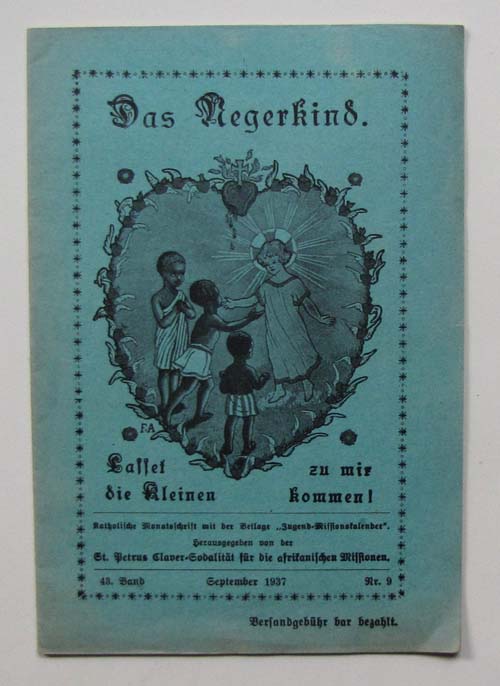 Das Negerkind.
FA
Lasset zu mir
die Kleinen kommen!
Katholische Monatsschrift mit der Beilage „Jugend-Missionskalender".
Herausgegeben von der
St. Petrus Claver-Sodalität für die afrikanischen Missionen.
43. Band September 1937 Nr. 9
Versandgebühr bar bezahlt.